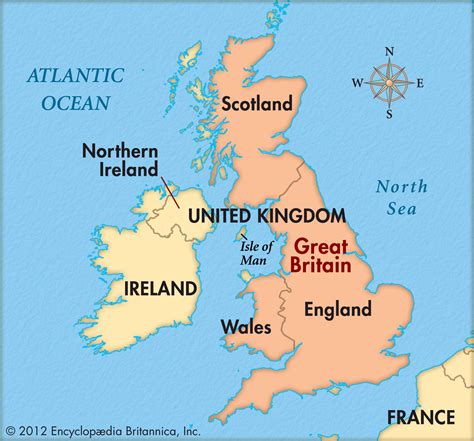 ATLANTIC
OCEAN
N
W E
S
Scotland
Northern
Ireland
North
Sea
UNITED KINGDOM
Isle of
Man
Great
Britain
IRELAND
England
Wales
FRANCE
© 2012 Encyclopædia Britannica, Inc.